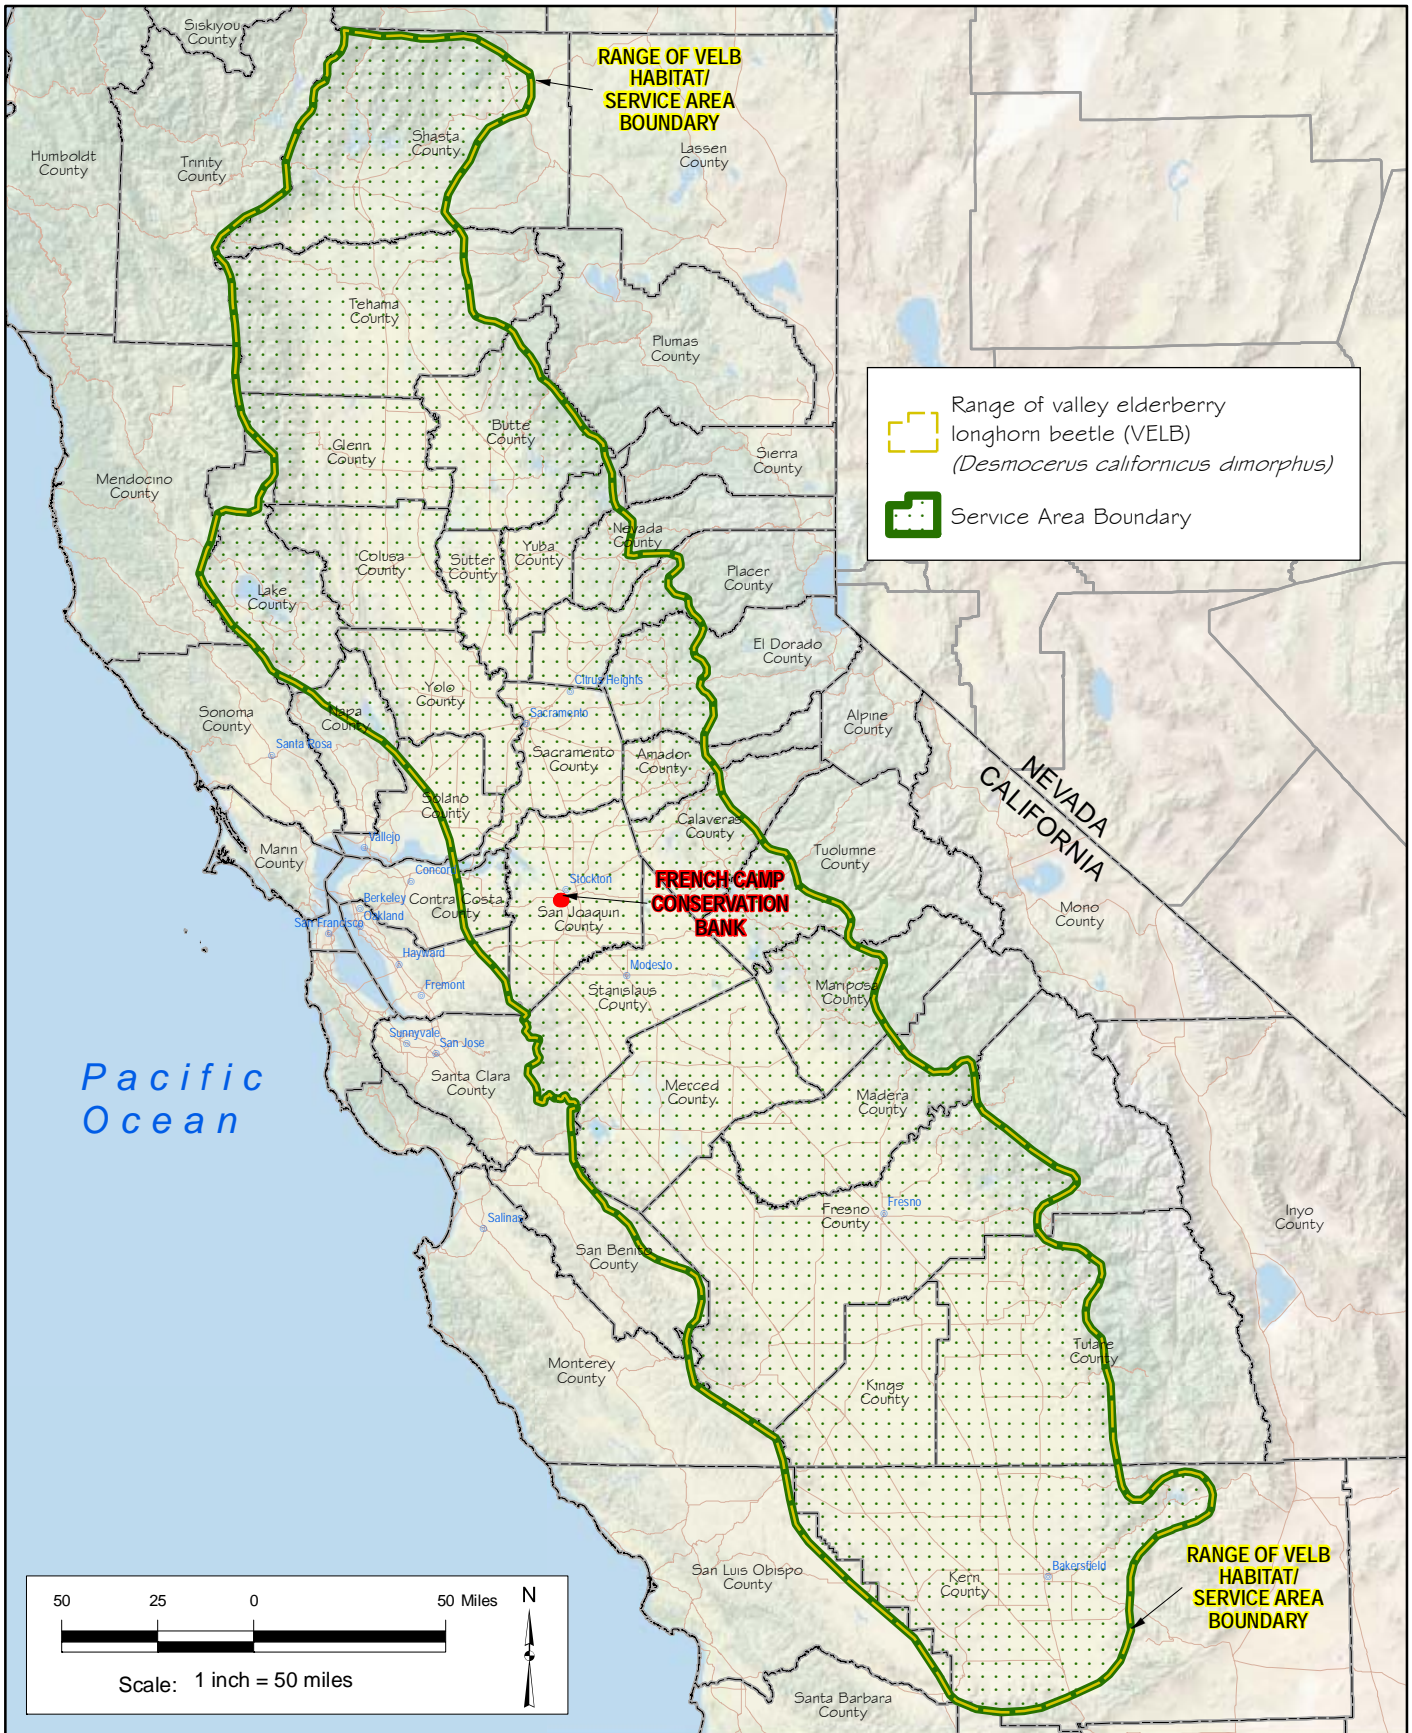 Siskiyou
County
RANGE OF VELB
HABITAT/
SERVICE AREA
BOUNDARY
Shasta
County
Lassen
County
Humboldt
County
Trinity
County
Tehama
County
Plumas
County
Range of valley elderberry
longhorn beetle (VELB)
(Desmocerus californicus dimorphus)
Service Area Boundary
Butte
County
Glenn
County
Sierra
County
Mendocino
County
Nevada
County
Colusa
County
Sutter
County
Yuba
County
Placer
County
Lake
County
El Dorado
County
Citrus Heights
Yolo
County
Sonoma
County
Napa
County
Sacramento
Alpine
County
Santa Rosa
Sacramento
County
Amador
County
NEVADA
CALIFORNIA
Solano
County
Calaveras
County
Vallejo
Marin
County
Tuolumne
County
Concord
Stockton
FRENCH CAMP
CONSERVATION
BANK
Berkeley
Contra Costa
County
Oakland
San Francisco
San Joaquin
County
Mono
County
Hayward
Modesto
Fremont
Stanislaus
County
Mariposa
County
Sunnyvale
San Jose
Santa Clara
County
Pacific
Ocean
Merced
County
Madera
County
Fresno
Fresno
County
Salinas
Inyo
County
San Benito
County
Tulare
County
Monterey
County
Kings
County
San Luis Obispo
County
Kern
County
Bakersfield
RANGE OF VELB
HABITAT/
SERVICE AREA
BOUNDARY
50 25 0 50 Miles
N
Scale: 1 inch = 50 miles
Santa Barbara
County